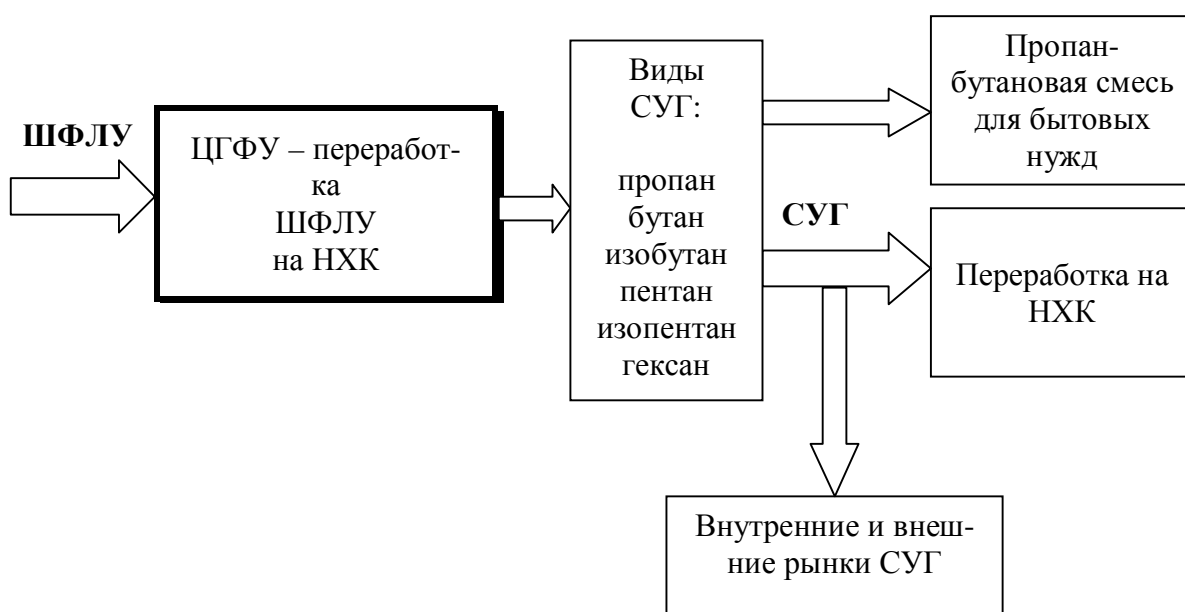 ШФЛУ
ЦГФУ – переработ-
ка
ШФЛУ
на НХК
Виды
СУГ:
пропан
бутан
изобутан
пентан
изопентан
гексан
Пропан-
бутановая смесь
для бытовых
нужд
СУГ
Переработка на
НХК
Внутренние и внеш-
ние рынки СУГ